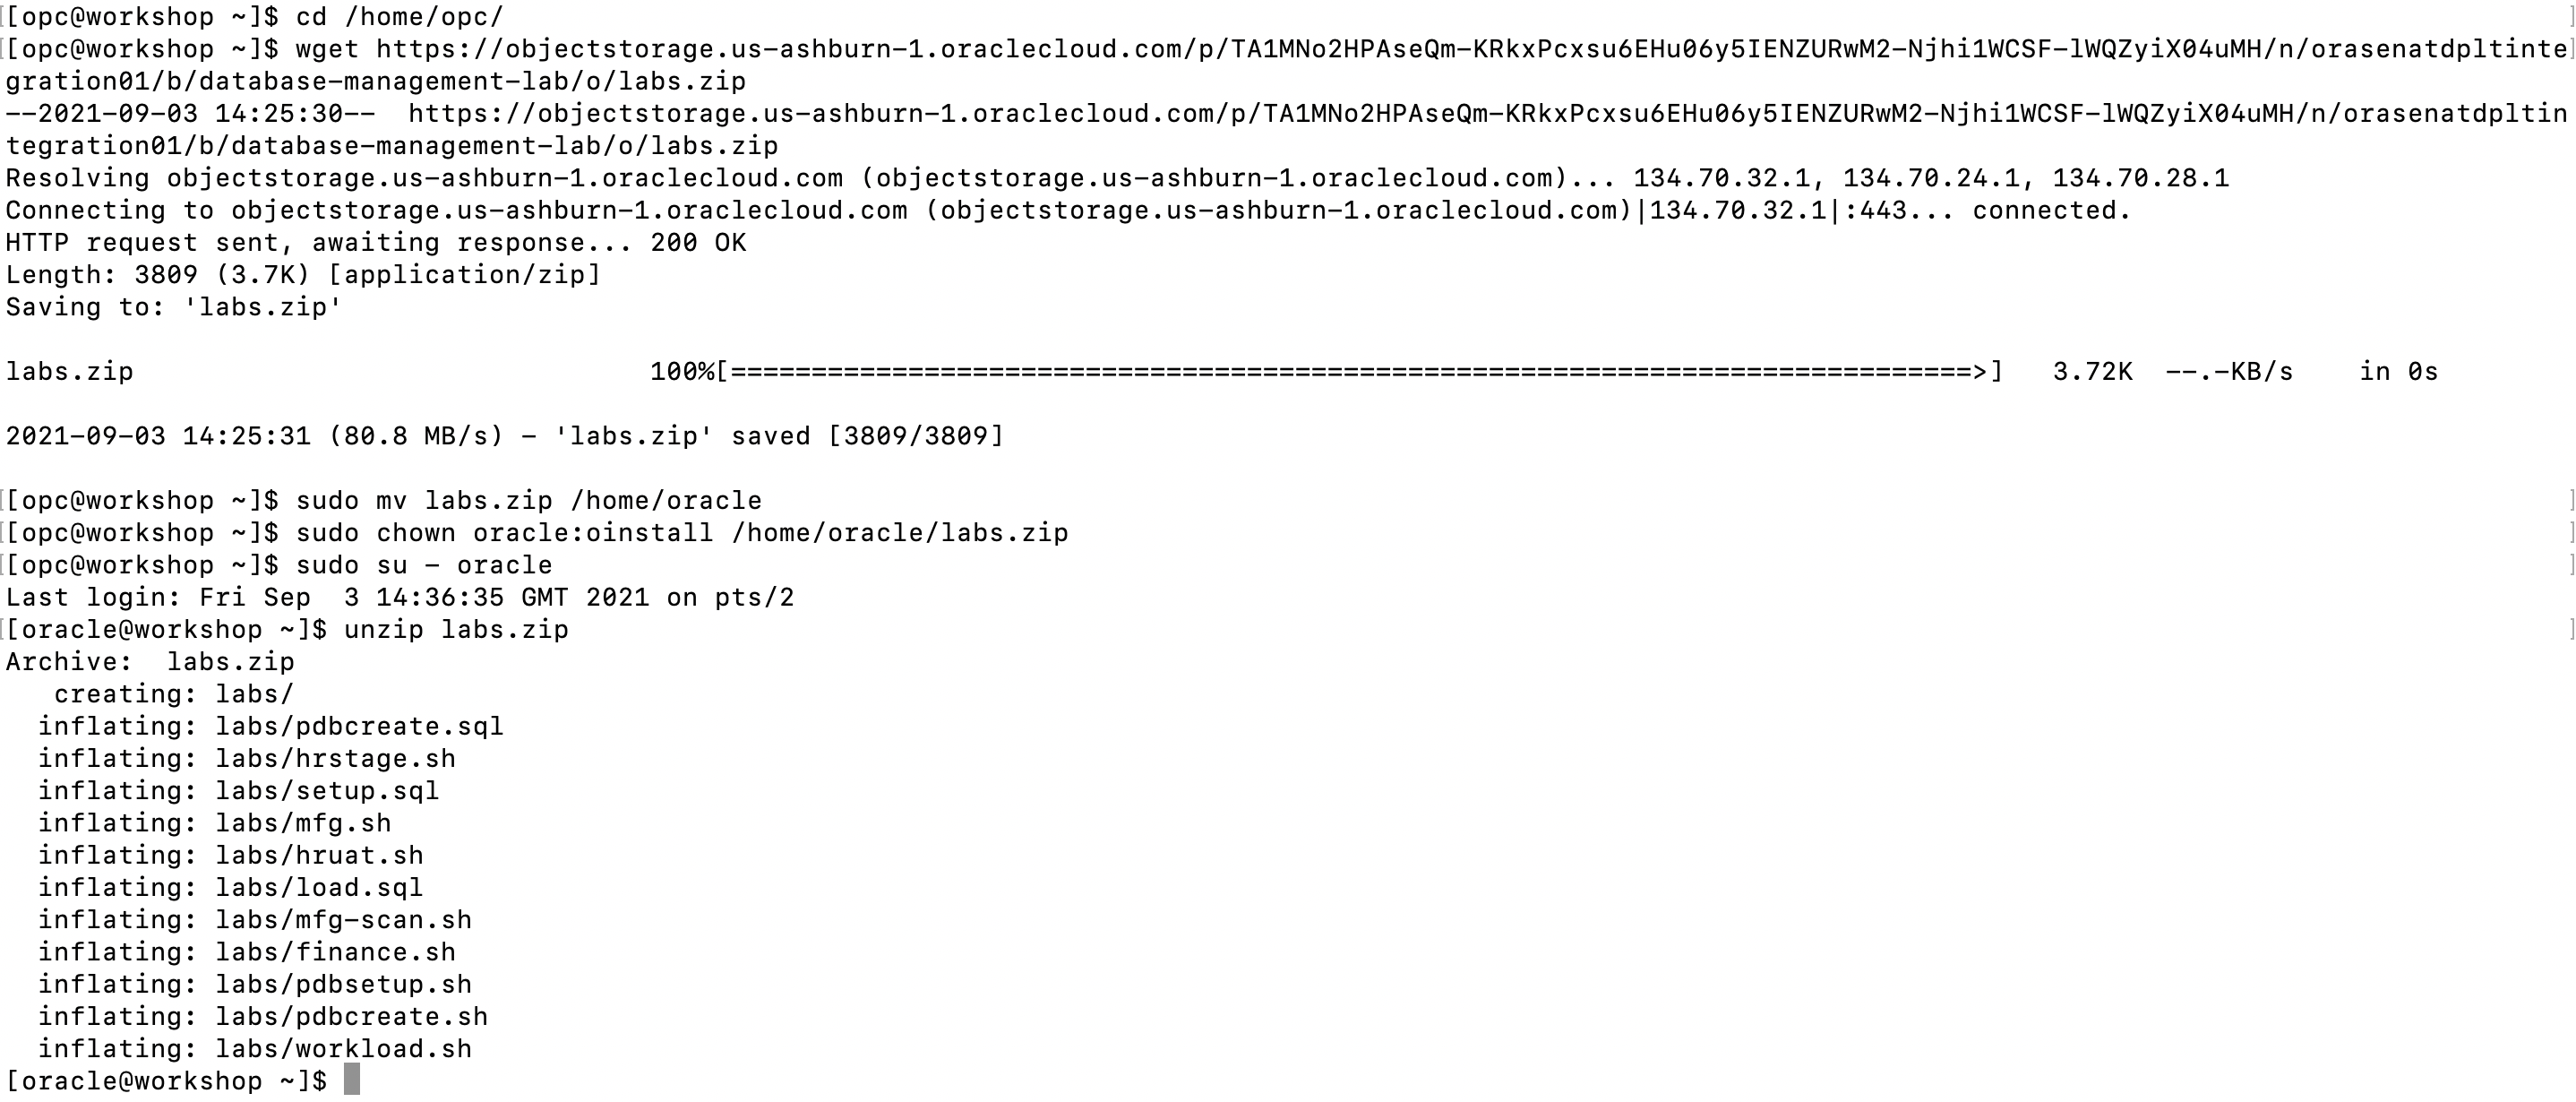 [opc@workshop ~]$ cd /home/opc/
[opc@workshop ~]$ wget https://objectstorage.us-ashburn-1.oraclecloud.com/p/TA1MNo2HPAseQm-KRkxPcxsu6EHu06y5IENZURwM2-Njhi1WCSF-lWQZyiX04uMH/n/orasenatdpltinte
gration01/b/database-management-lab/o/labs.zip
--2021-09-03 14:25:30--  https://objectstorage.us-ashburn-1.oraclecloud.com/p/TA1MNo2HPAseQm-KRkxPcxsu6EHu06y5IENZURwM2-Njhi1WCSF-lWQZyiX04uMH/n/orasenatdpltin
tegration01/b/database-management-lab/o/labs.zip
Resolving objectstorage.us-ashburn-1.oraclecloud.com (objectstorage.us-ashburn-1.oraclecloud.com)... 134.70.32.1, 134.70.24.1, 134.70.28.1
Connecting to objectstorage.us-ashburn-1.oraclecloud.com (objectstorage.us-ashburn-1.oraclecloud.com)|134.70.32.1|:443... connected.
HTTP request sent, awaiting response... 200 OK
Length: 3809 (3.7K) [application/zip]
Saving to: 'labs.zip'
labs.zip 100%[=============================================================================>] 3.72K --.-KB/s in 0s
2021-09-03 14:25:31 (80.8 MB/s) - 'labs.zip' saved [3809/3809]
[opc@workshop ~]$ sudo mv labs.zip /home/oracle
[opc@workshop ~]$ sudo chown oracle:oinstall /home/oracle/labs.zip
[opc@workshop ~]$ sudo su - oracle
Last login: Fri Sep  3 14:36:35 GMT 2021 on pts/2
[oracle@workshop ~]$ unzip labs.zip
Archive:  labs.zip
creating: labs/
inflating: labs/pdbcreate.sql
inflating: labs/hrstage.sh
inflating: labs/setup.sql
inflating: labs/mfg.sh
inflating: labs/hruat.sh
inflating: labs/load.sql
inflating: labs/mfg-scan.sh
inflating: labs/finance.sh
inflating: labs/pdbsetup.sh
inflating: labs/pdbcreate.sh
inflating: labs/workload.sh
[oracle@workshop ~]$